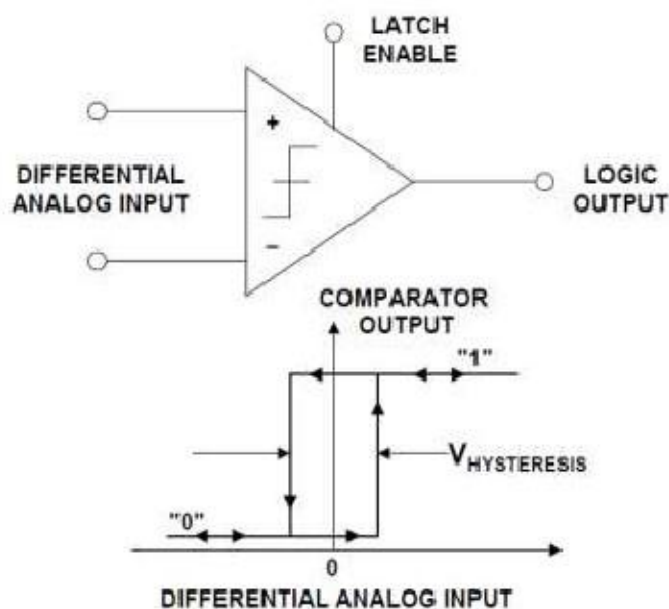 LATCH
ENABLE
+
DIFFERENTIAL
ANALOG INPUT
LOGIC
OUTPUT
-
COMPARATOR
OUTPUT
"1"
VHYSTERESIS
"0"
0
DIFFERENTIAL ANALOG INPUT